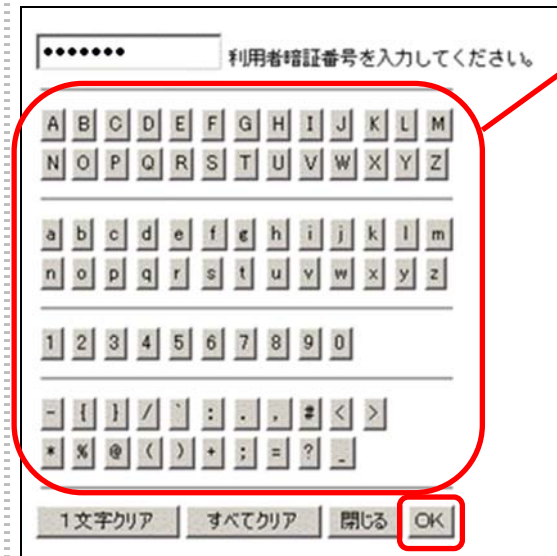 ●●●●●●● 利用者暗証番号を入力してください。
A B C D E F G H I J K L M
N O P Q R S T U V W X Y Z
a b c d e f g h i j k l m
n o p q r s t u v w x y z
1 2 3 4 5 6 7 8 9 0
- { } / ` : . , # < >
* % @ ( ) + ; = ? _
1文字クリア すべてクリア 閉じる OK